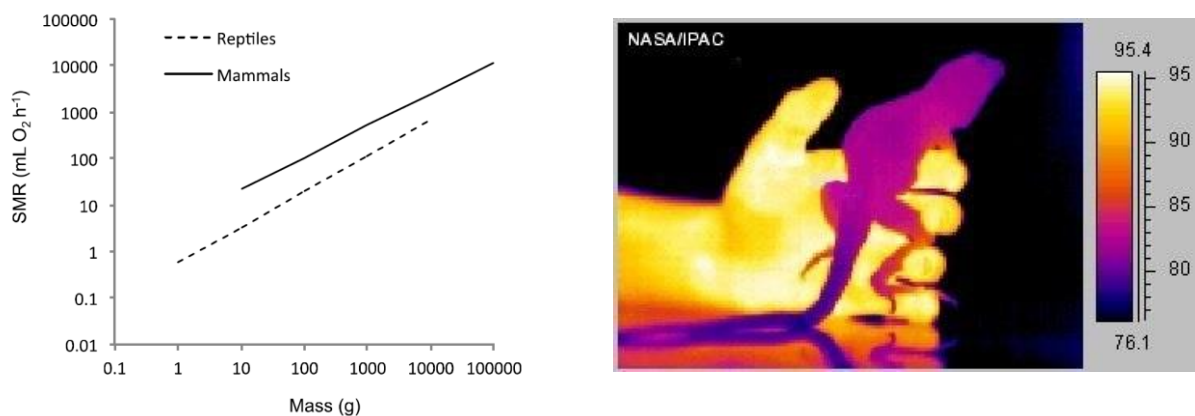 100000
10000
1000
100
10
1
0.1
0.01
SMR (mL O₂ h⁻¹)
Reptiles
Mammals
0.1 1 10 100 1000 10000 100000
Mass (g)
NASA/IPAC
95.4
95
90
85
80
76.1